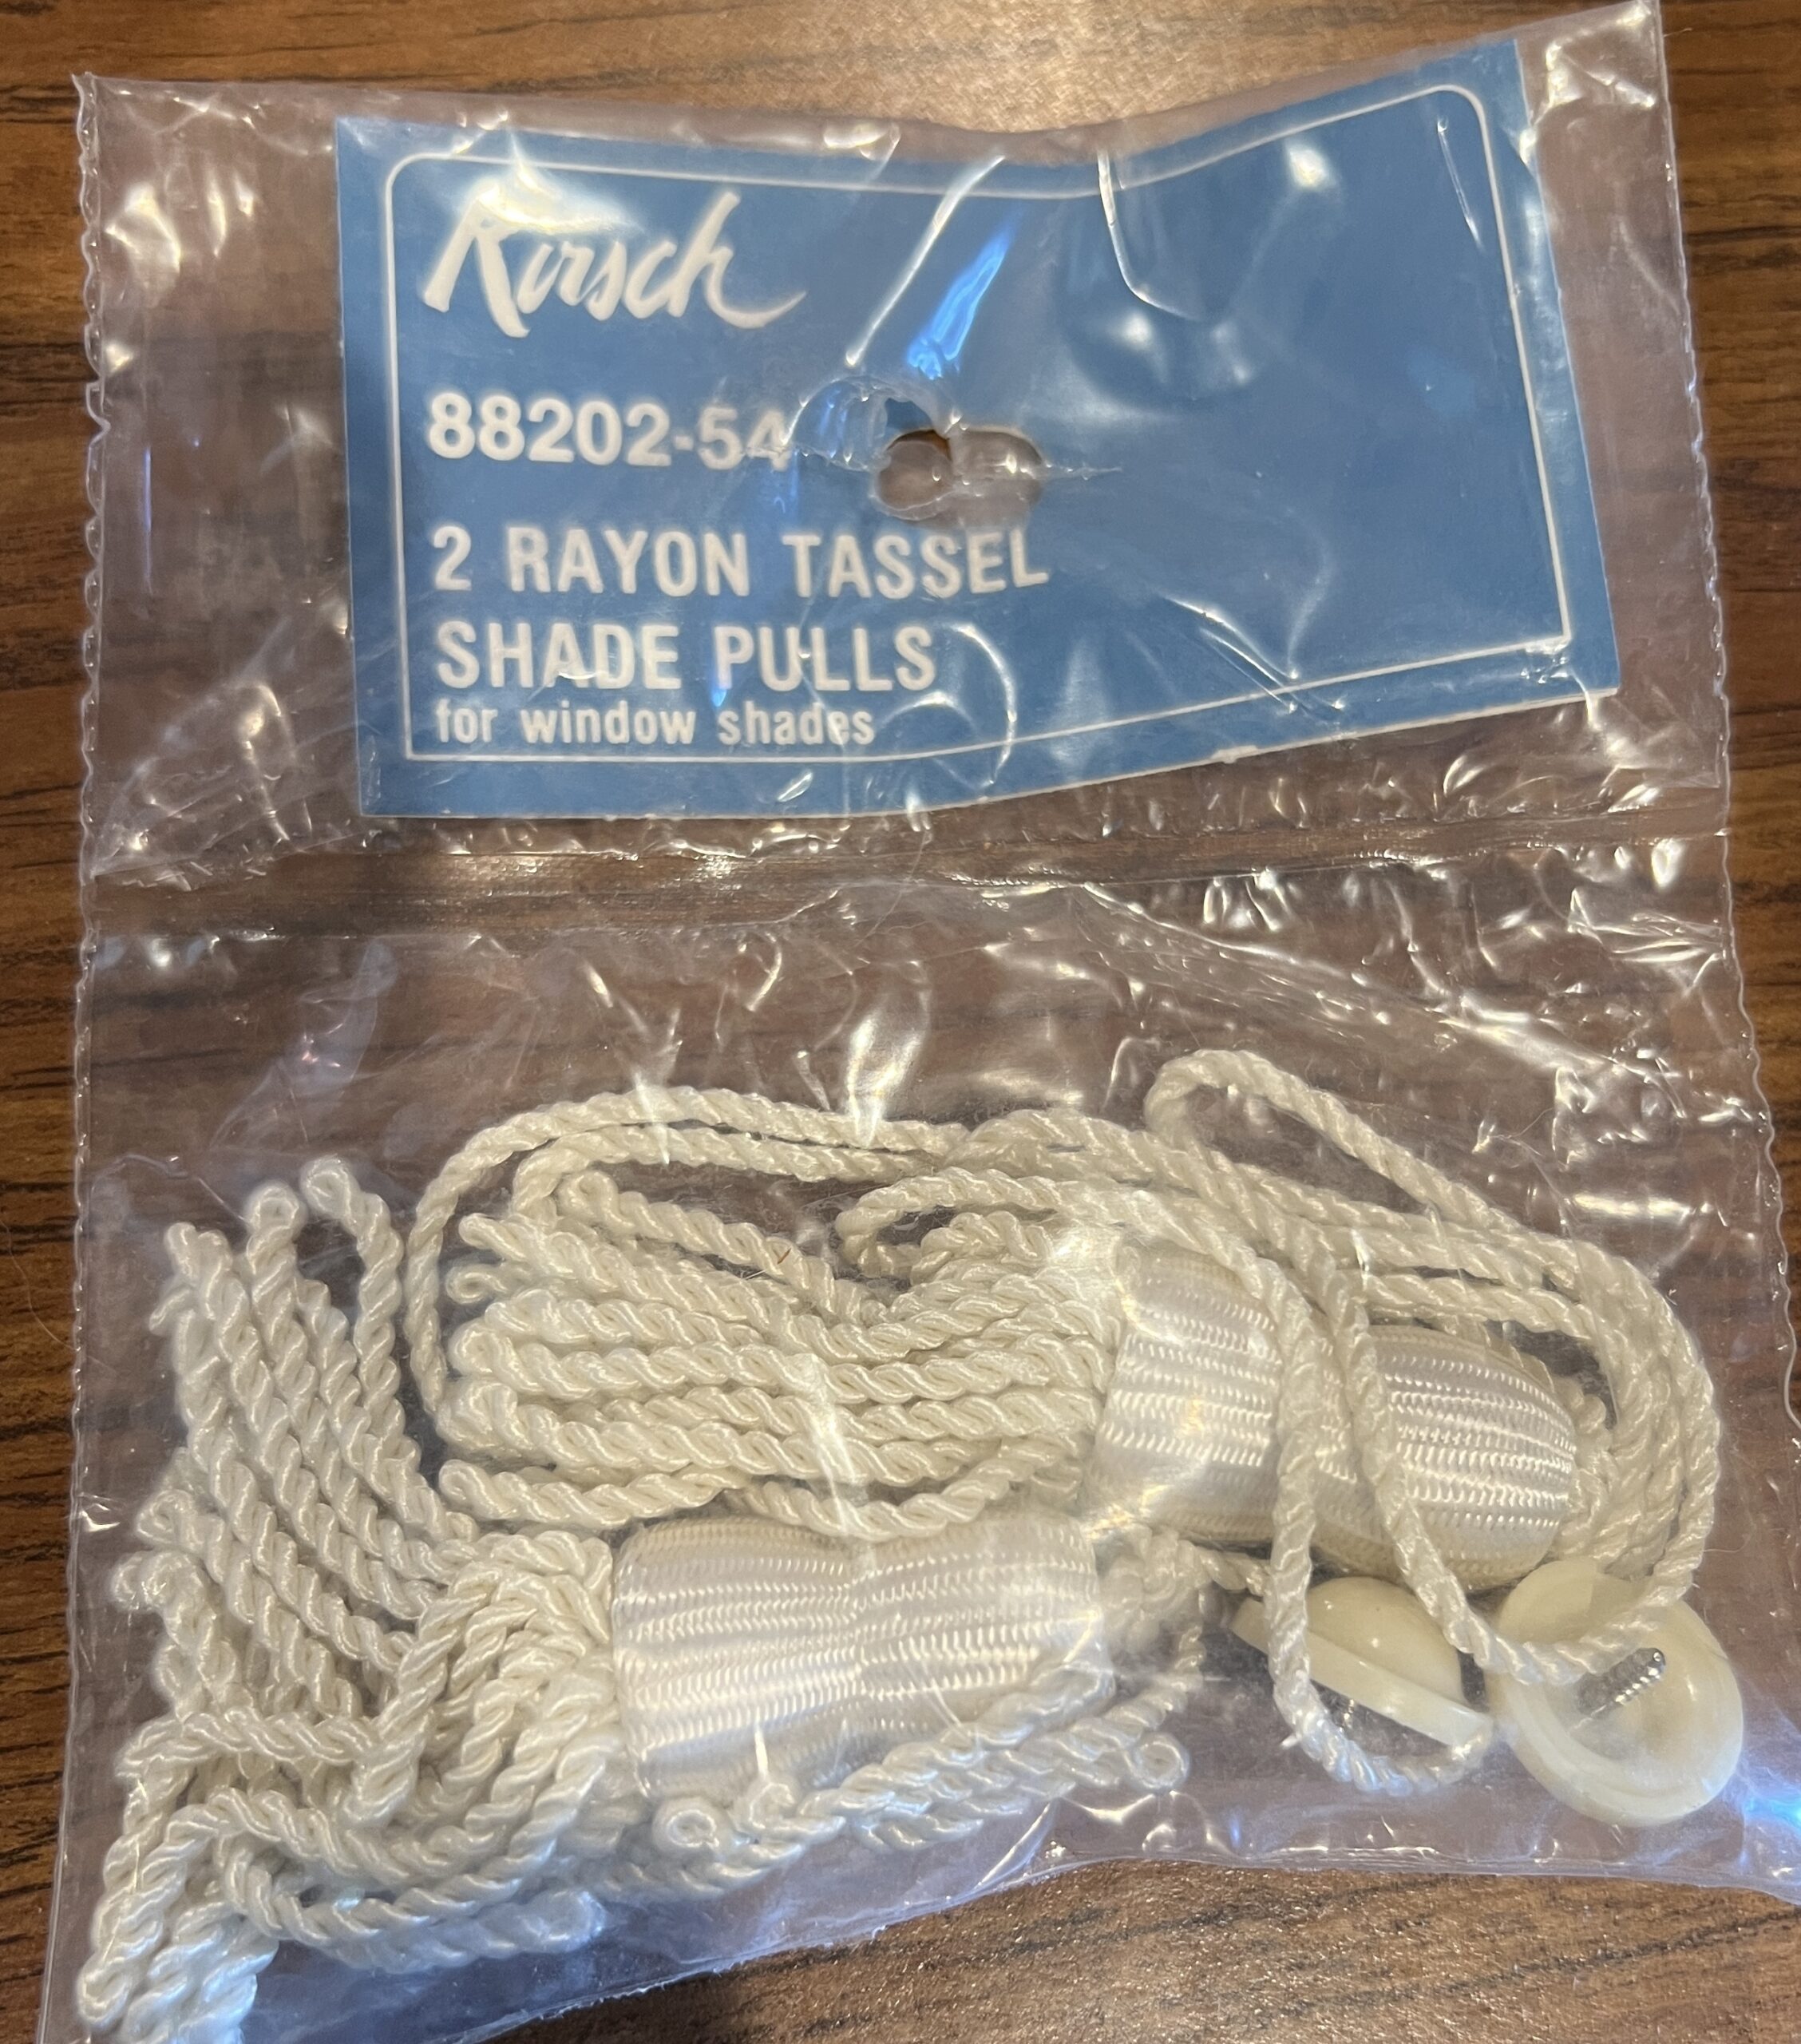 Kirsch
88202-54
2 RAYON TASSEL
SHADE PULLS
for window shades